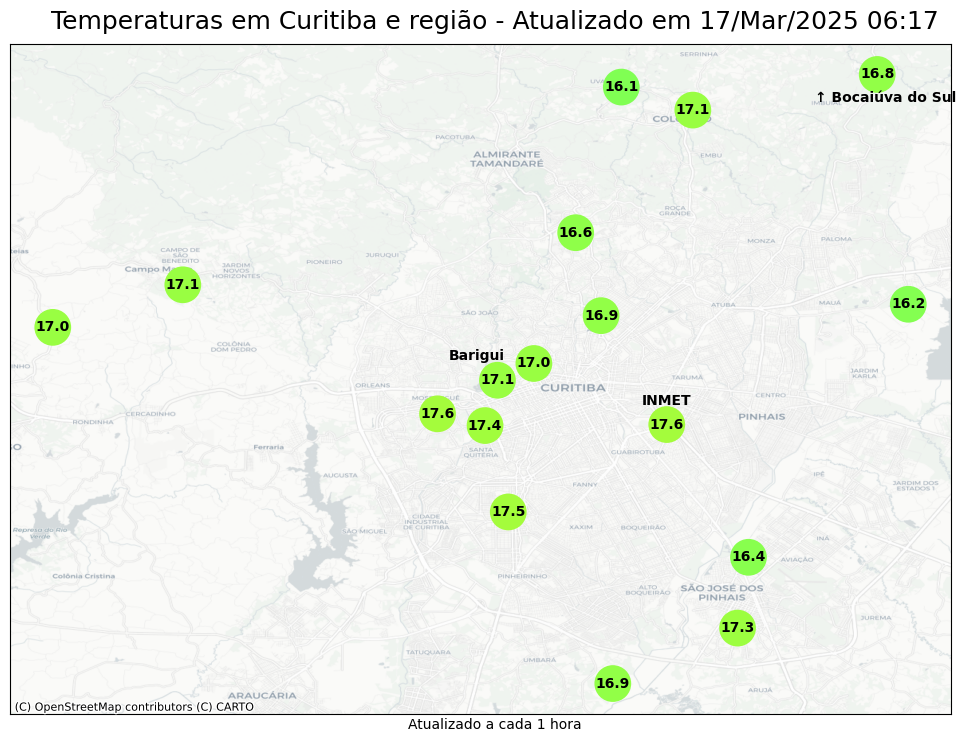 Temperaturas em Curitiba e região - Atualizado em 17/Mar/2025 06:17
SERRINHA
16.8
16.1
↑ Bocaiúva do Sul
17.1
PACOTUBA
ALMIRANTE
TAMANDARÉ
EMBU
ROÇA
GRANDE
16.6
MONZA
PALOMA
CAMPO DE
SÃO
BENEDITO
JURUQUI
PIONEIRO
JARDIM
NOVOS
HORIZONTES
17.1
16.2
MAUÁ
ATUBA
SÃO JOÃO
16.9
17.0
COLÔNIA
DOM PEDRO
Barigui
17.0
JARDIM
KARLA
TARUMÃ
17.1
ORLEANS
CURITIBA
CENTRO
INMET
17.6
CERCADINHO
PINHAIS
RONDINHA
17.4
17.6
Ferraria
SANTA
QUITÉRIA
GUABIROTUBA
AUGUSTA
IPÊ
FANNY
JARDIM DOS
ESTADOS I
17.5
CIDADE
INDUSTRIAL
DE CURITIBA
SÃO MIGUEL
XAXIM
BOQUEIRÃO
Represa do Rio
Verde
INÁ
16.4
AVIAÇÃO
Colônia Cristina
PINHEIRINHO
ALTO
BOQUEIRÃO
SÃO JOSÉ DOS
PINHAIS
JUREMA
17.3
TATUQUARA
UMBARÁ
16.9
ARUJÁ
ARAUCÁRIA
(C) OpenStreetMap contributors (C) CARTO
Atualizado a cada 1 hora